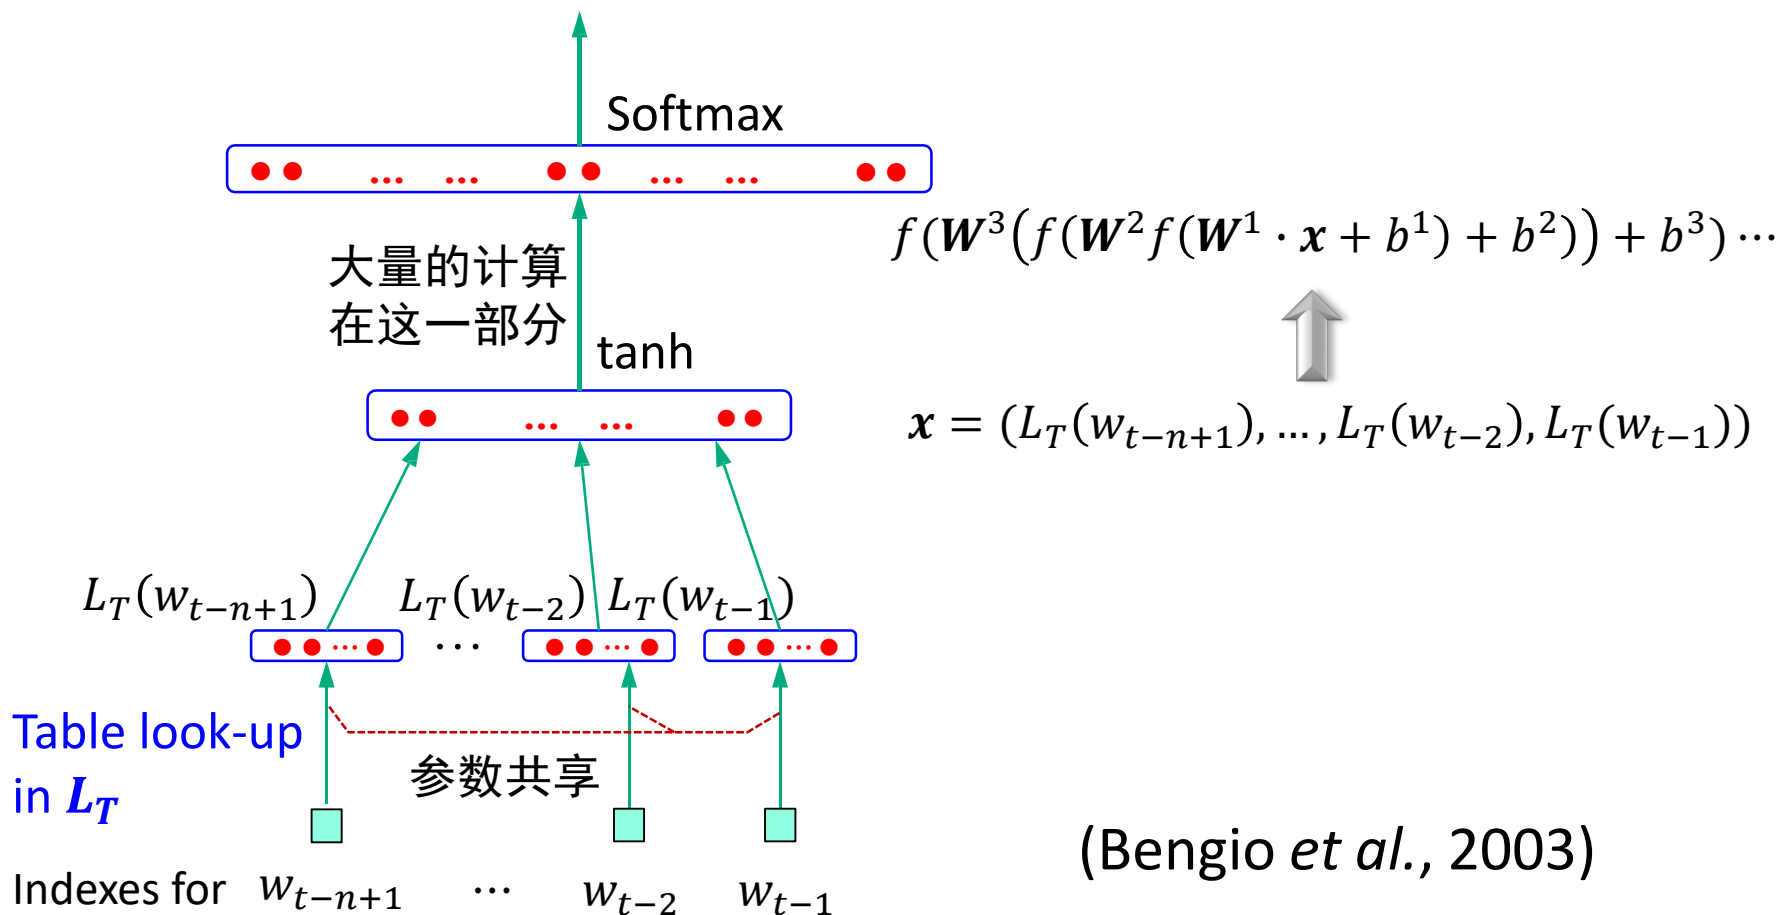 Softmax
大量的计算
在这一部分
tanh
f(W³(f(W²f(W¹ · x + b¹) + b²)) + b³) ⋯
x = (L_T(w_{t−n+1}), … , L_T(w_{t−2}), L_T(w_{t−1}))
L_T(w_{t−n+1}) L_T(w_{t−2}) L_T(w_{t−1})
⋯
Table look-up
in L_T
参数共享
Indexes for w_{t−n+1} ⋯ w_{t−2} w_{t−1}
(Bengio et al., 2003)